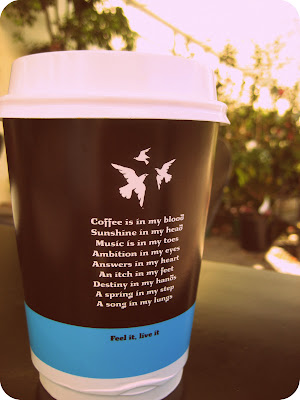 Coffee is in my blood
Sunshine in my head
Music is in my toes
Ambition in my eyes
Answers in my heart
An itch in my feet
Destiny in my hands
A spring in my step
A song in my lungs
Feel it, live it